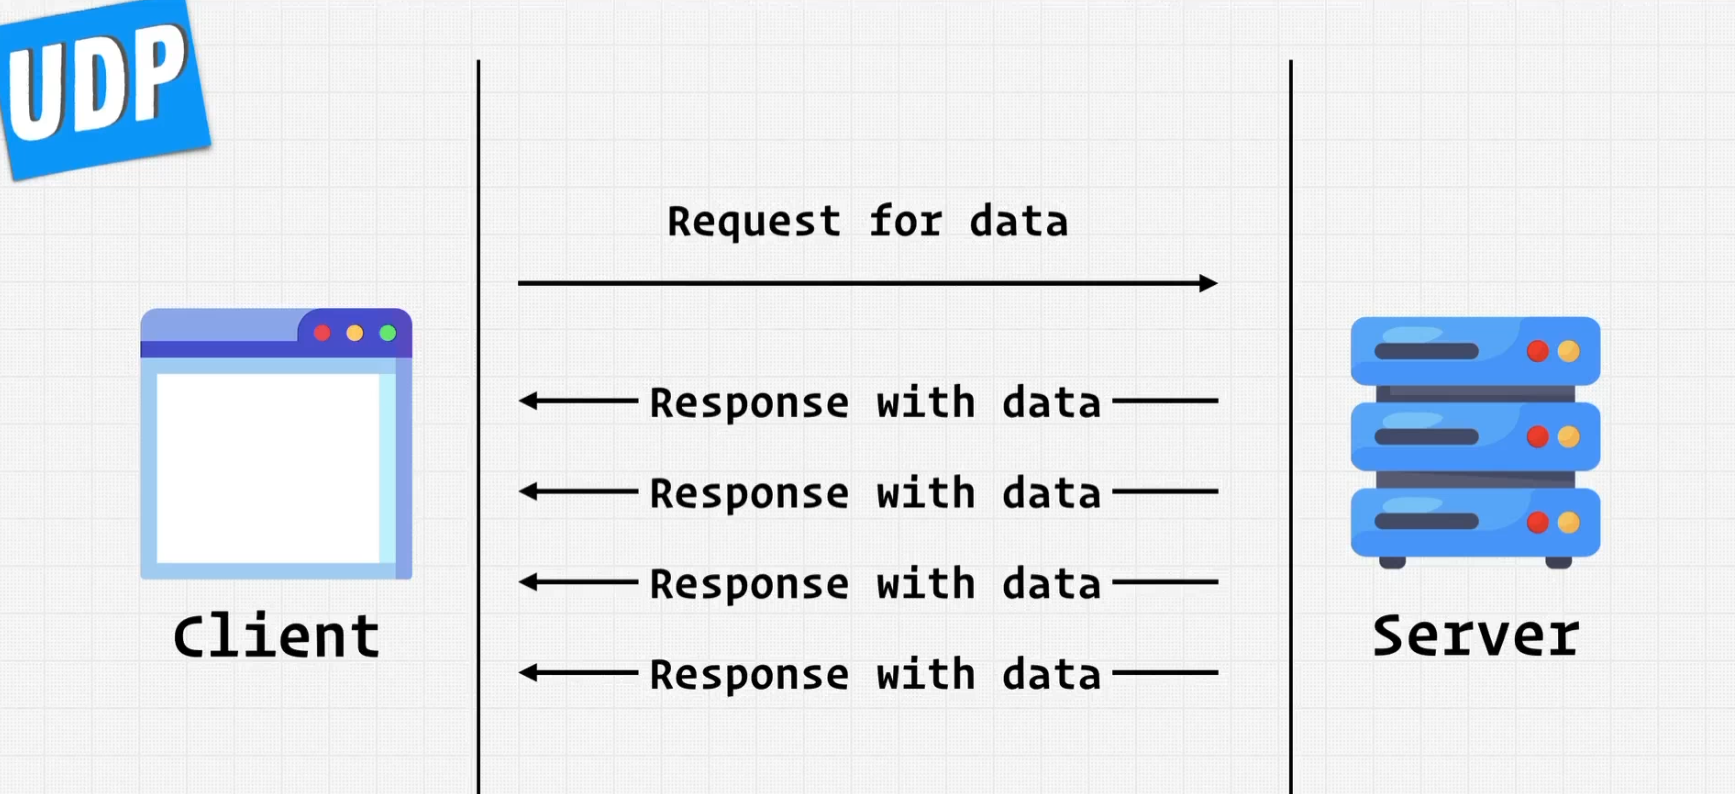 UDP
Request for data
Response with data
Response with data
Response with data
Response with data
Client
Server